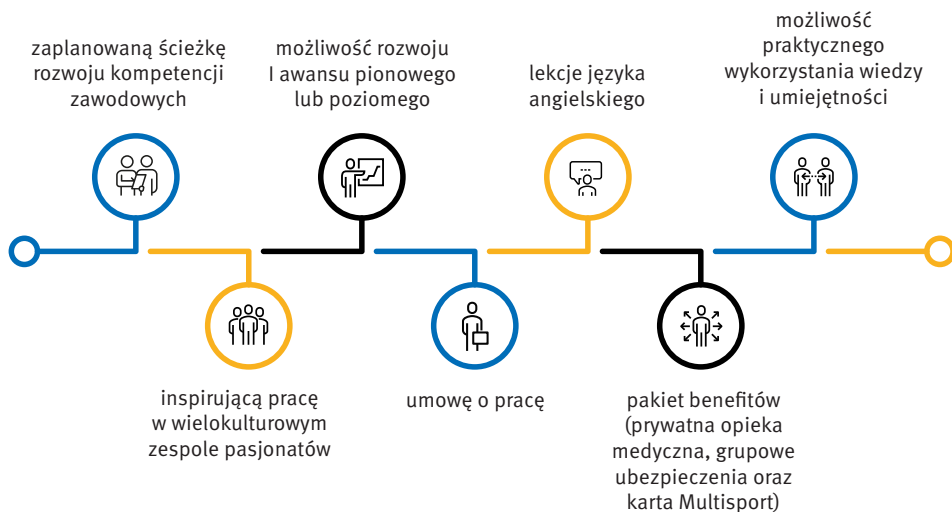 zaplanowaną ścieżkę
rozwoju kompetencji
zawodowych
możliwość rozwoju
I awansu pionowego
lub poziomego
lekcje języka
angielskiego
możliwość
praktycznego
wykorzystania wiedzy
i umiejętności
inspirującą pracę
w wielokulturowym
zespole pasjonatów
umowę o pracę
pakiet benefitów
(prywatna opieka
medyczna, grupowe
ubezpieczenia oraz
karta Multisport)